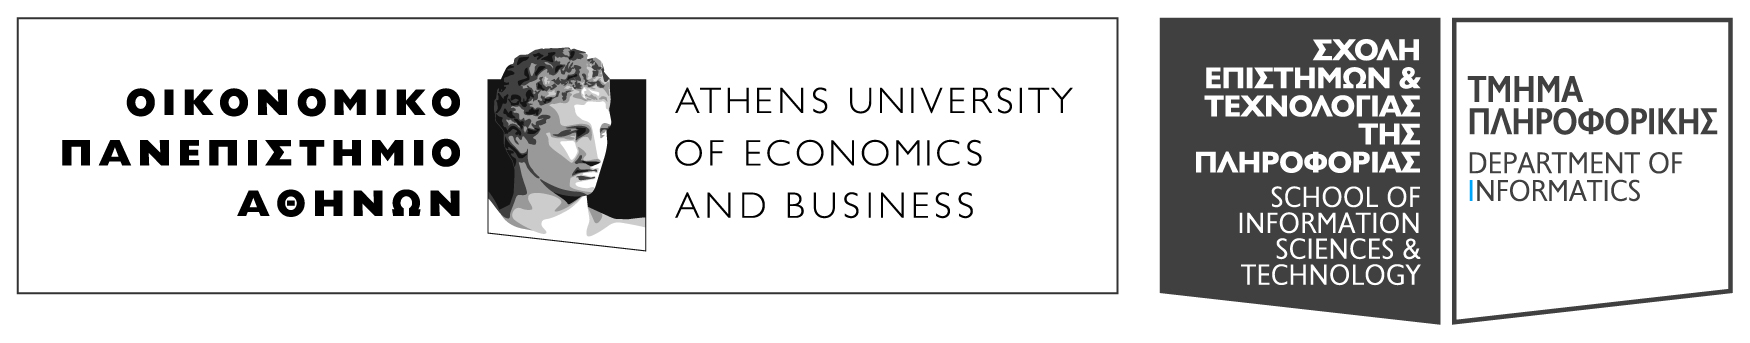 ΟΙΚΟΝΟΜΙΚΟ
ΠΑΝΕΠΙΣΤΗΜΙΟ
ΑΘΗΝΩΝ
ATHENS UNIVERSITY
OF ECONOMICS
AND BUSINESS
ΣΧΟΛΗ
ΕΠΙΣΤΗΜΩΝ &
ΤΕΧΝΟΛΟΓΙΑΣ
ΤΗΣ
ΠΛΗΡΟΦΟΡΙΑΣ
SCHOOL OF
INFORMATION
SCIENCES &
TECHNOLOGY
ΤΜΗΜΑ
ΠΛΗΡΟΦΟΡΙΚΗΣ
DEPARTMENT OF
INFORMATICS